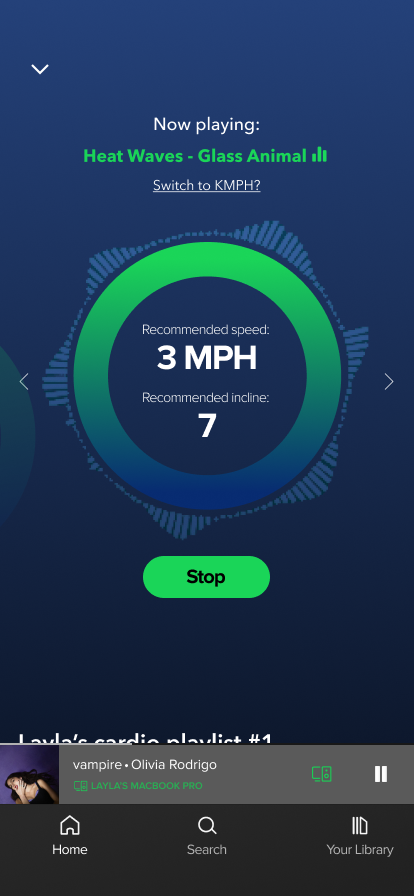 Now playing:
Heat Waves - Glass Animal
Switch to KMPH?
Recommended speed:
3 MPH
Recommended incline:
7
Stop
Layla's cardio playlist #1
vampire • Olivia Rodrigo
LAYLA'S MACBOOK PRO
Home
Search
Your Library